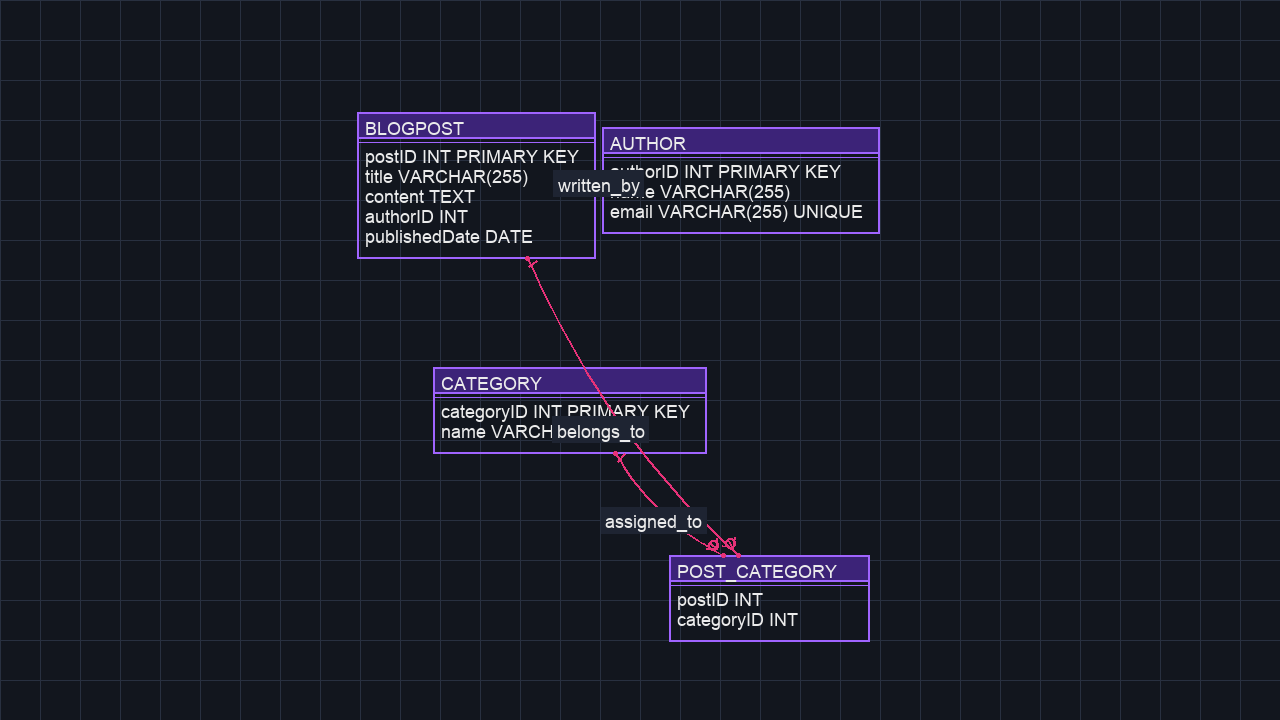 BLOGPOST
postID INT PRIMARY KEY
title VARCHAR(255)
content TEXT
authorID INT
publishedDate DATE
written_by
AUTHOR
authorID INT PRIMARY KEY
VARCHAR(255)
email VARCHAR(255) UNIQUE
CATEGORY
categoryID INT PRIMARY KEY
name
belongs_to
assigned_to
POST_CATEGORY
postID INT
categoryID INT